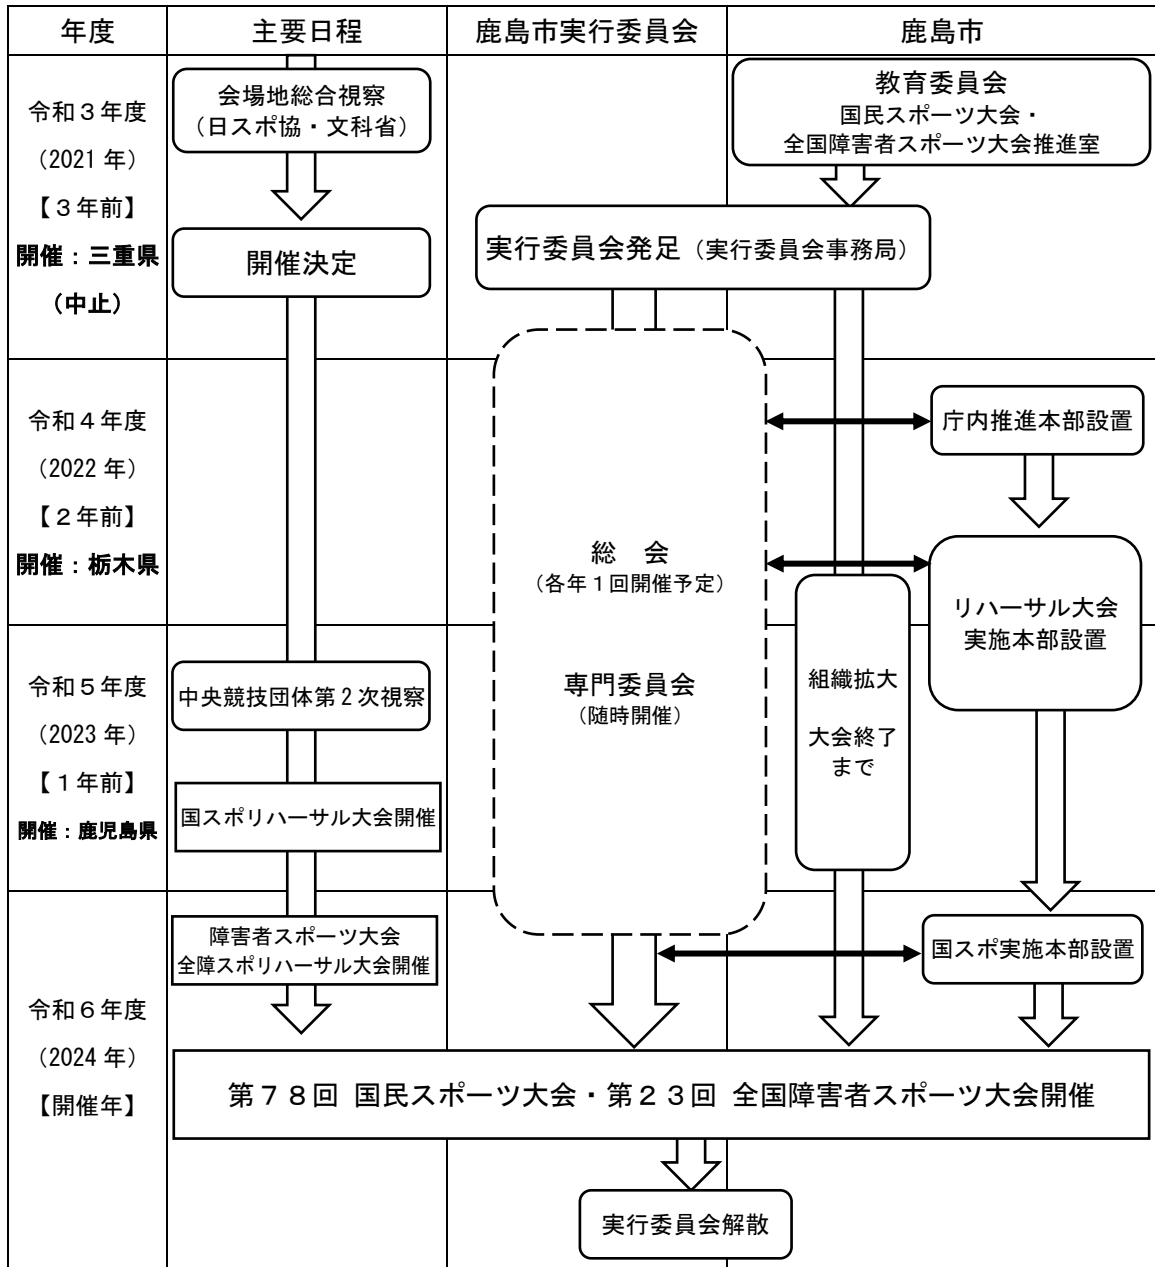 年度
主要日程
鹿島市実行委員会
鹿島市
令和３年度
（2021 年）
【３年前】
開催：三重県
（中止）
会場地総合視察
（日スポ協・文科省）
開催決定
教育委員会
国民スポーツ大会・
全国障害者スポーツ大会推進室
実行委員会発足（実行委員会事務局）
令和４年度
（2022 年）
【２年前】
開催：栃木県
庁内推進本部設置
総　会
（各年１回開催予定）
専門委員会
（随時開催）
リハーサル大会
実施本部設置
組織拡大
大会終了
まで
令和５年度
（2023 年）
【１年前】
開催：鹿児島県
中央競技団体第２次視察
国スポリハーサル大会開催
令和６年度
（2024 年）
【開催年】
障害者スポーツ大会
全障スポリハーサル大会開催
国スポ実施本部設置
第７８回 国民スポーツ大会・第２３回 全国障害者スポーツ大会開催
実行委員会解散